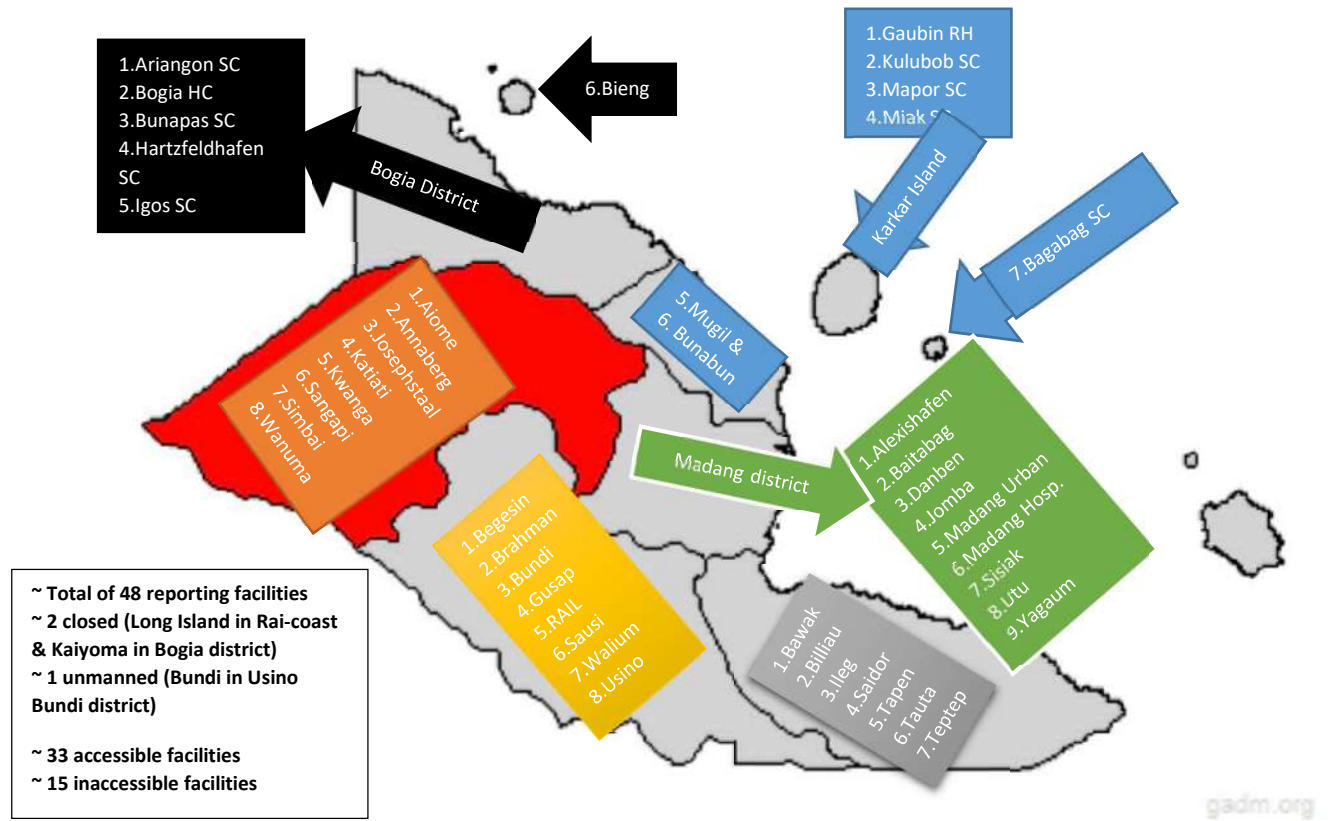 1.Ariangon SC
2.Bogia HC
3.Bunapas SC
4.Hartzfeldhafen
SC
5.Igos SC
6.Bieng
Bogia District
1.Gaubin RH
2.Kulubob SC
3.Mapor SC
4.Miak
Karkar Island
7.Bagabag SC
5.Mugil &
6. Bunabun
1.Aiome
2.Annaberg
3.Josephstaal
4.Katiati
5.Kwanga
6.Sangapi
7.Simbai
8.Wanuma
Madang district
1.Alexishafen
2.Baitabag
3.Danben
4.Jomba
5.Madang Urban
6.Madang Hosp.
7.Sisiak
8.Utu
9.Yagaum
1.Begesin
2.Brahman
3.Bundi
4.Gusap
5.RAIL
6.Sausi
7.Walium
8.Usino
1.Bawak
2.Billiau
3.Ileg
4.Saidor
5.Tapen
6.Tauta
7.Teptep
~ Total of 48 reporting facilities
~ 2 closed (Long Island in Rai-coast
& Kaiyoma in Bogia district)
~ 1 unmanned (Bundi in Usino
Bundi district)
~ 33 accessible facilities
~ 15 inaccessible facilities
gadm.org